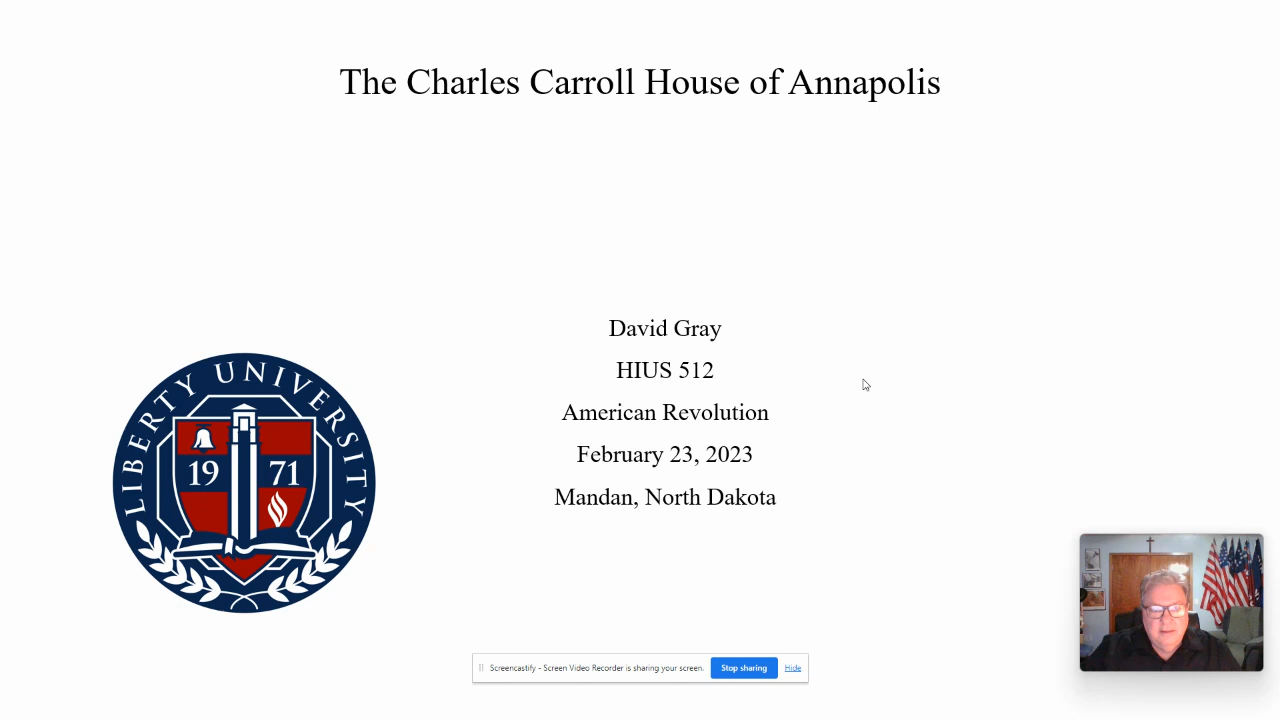 The Charles Carroll House of Annapolis
David Gray
HIUS 512
American Revolution
February 23, 2023
Mandan, North Dakota
LIBERTY UNIVERSITY
19 71
Screencastify - Screen Video Recorder is sharing your screen. Stop sharing Hide